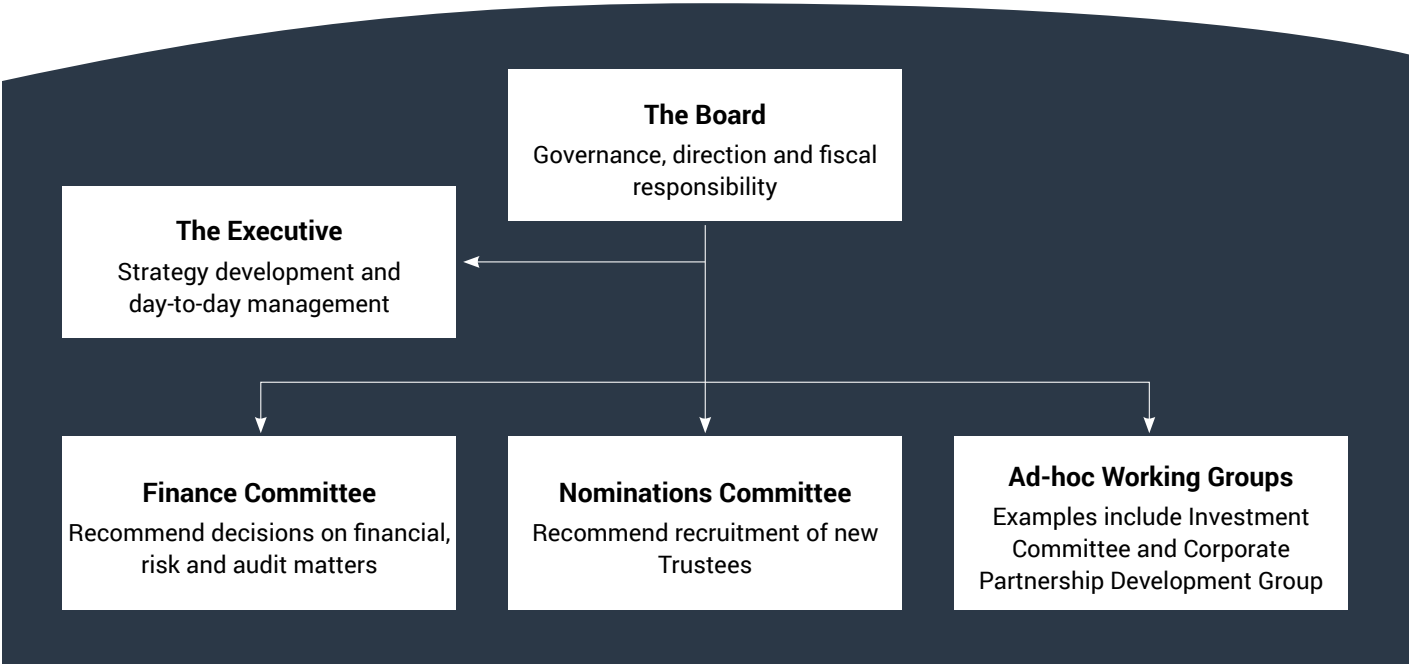 The Board
Governance, direction and fiscal
responsibility
The Executive
Strategy development and
day-to-day management
Finance Committee
Recommend decisions on financial,
risk and audit matters
Nominations Committee
Recommend recruitment of new
Trustees
Ad-hoc Working Groups
Examples include Investment
Committee and Corporate
Partnership Development Group